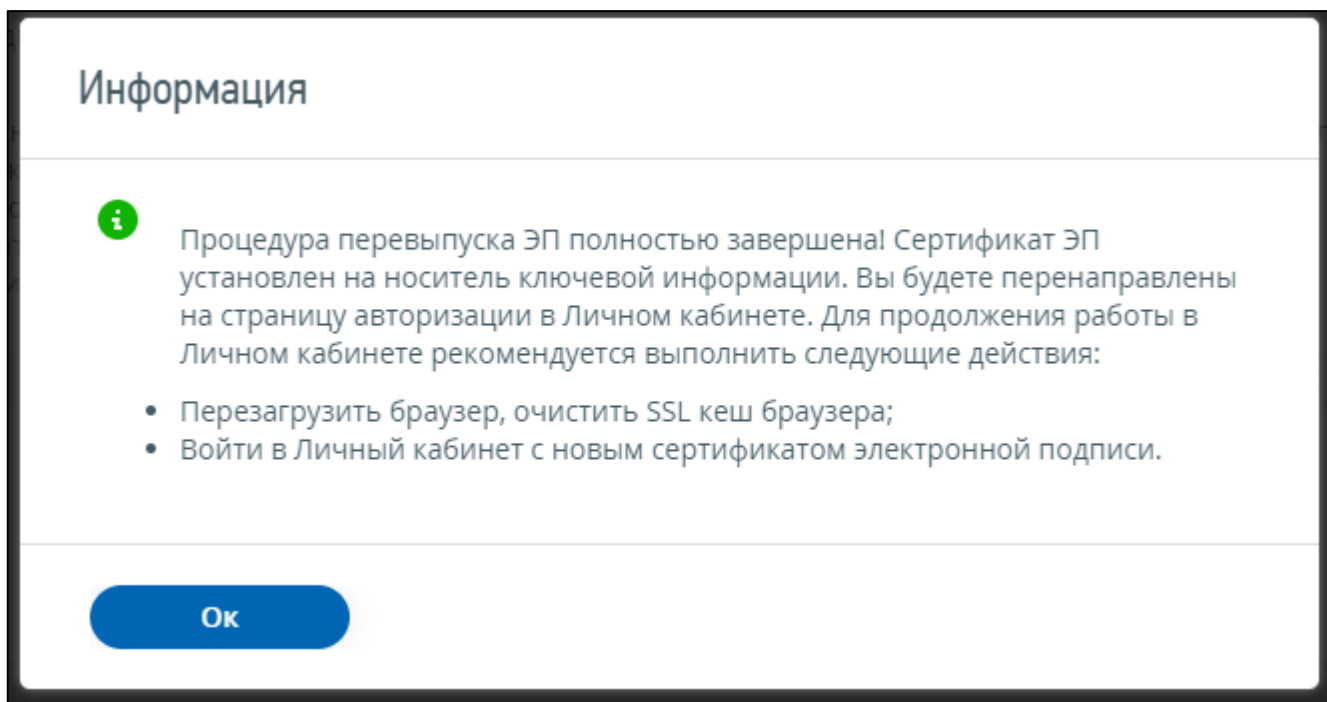 Информация
Процедура перевыпуска ЭП полностью завершена! Сертификат ЭП
установлен на носитель ключевой информации. Вы будете перенаправлены
на страницу авторизации в Личном кабинете. Для продолжения работы в
Личном кабинете рекомендуется выполнить следующие действия:
• Перезагрузить браузер, очистить SSL кеш браузера;
• Войти в Личный кабинет с новым сертификатом электронной подписи.
Ок